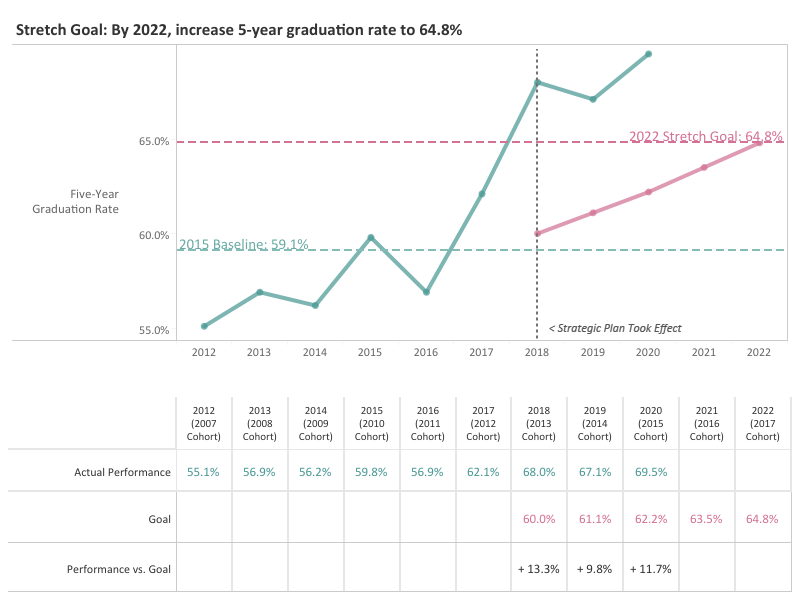 Stretch Goal: By 2022, increase 5-year graduation rate to 64.8%
65.0%
2022 Stretch Goal: 64.8%
Five-Year
Graduation Rate
60.0%
2015 Baseline: 59.1%
55.0%
< Strategic Plan Took Effect
2012 2013 2014 2015 2016 2017 2018 2019 2020 2021 2022
2012 2013 2014 2015 2016 2017 2018 2019 2020 2021 2022
(2007 (2008 (2009 (2010 (2011 (2012 (2013 (2014 (2015 (2016 (2017
Cohort) Cohort) Cohort) Cohort) Cohort) Cohort) Cohort) Cohort) Cohort) Cohort) Cohort)
Actual Performance 55.1% 56.9% 56.2% 59.8% 56.9% 62.1% 68.0% 67.1% 69.5%
Goal 60.0% 61.1% 62.2% 63.5% 64.8%
Performance vs. Goal + 13.3% + 9.8% + 11.7%